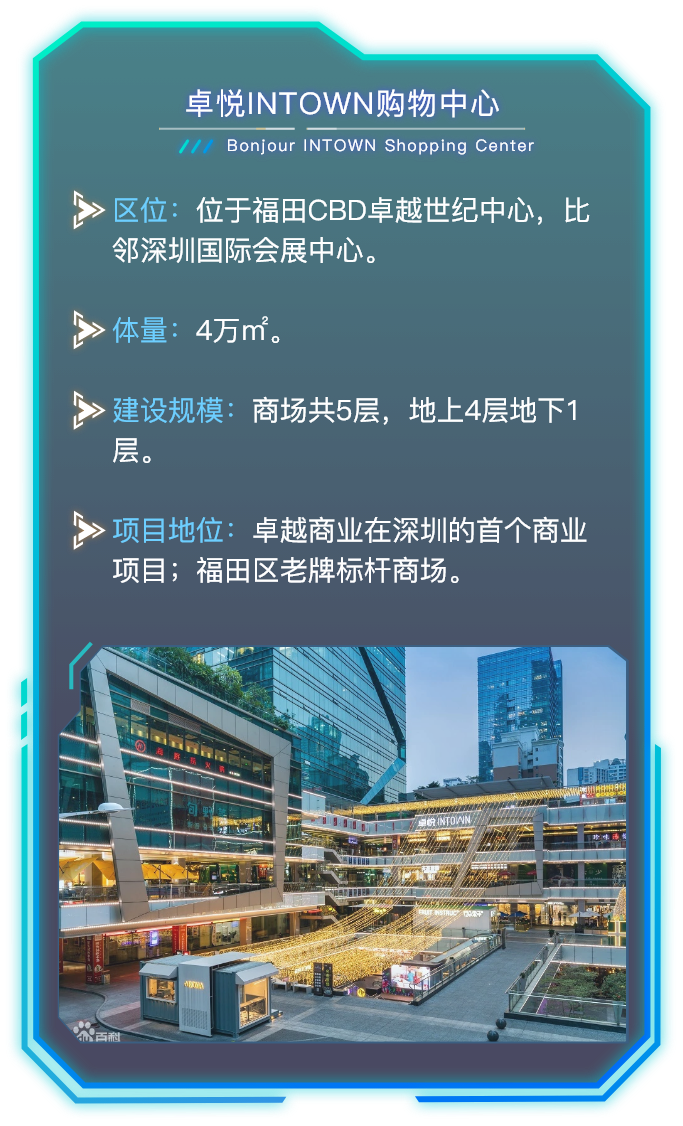 卓悦INTOWN购物中心
Bonjour INTOWN Shopping Center
区位：位于福田CBD卓越世纪中心，比
邻深圳国际会展中心。
体量：4万㎡。
建设规模：商场共5层，地上4层地下1
层。
项目地位：卓越商业在深圳的首个商业
项目；福田区老牌标杆商场。
卓悦INTOWN
百科